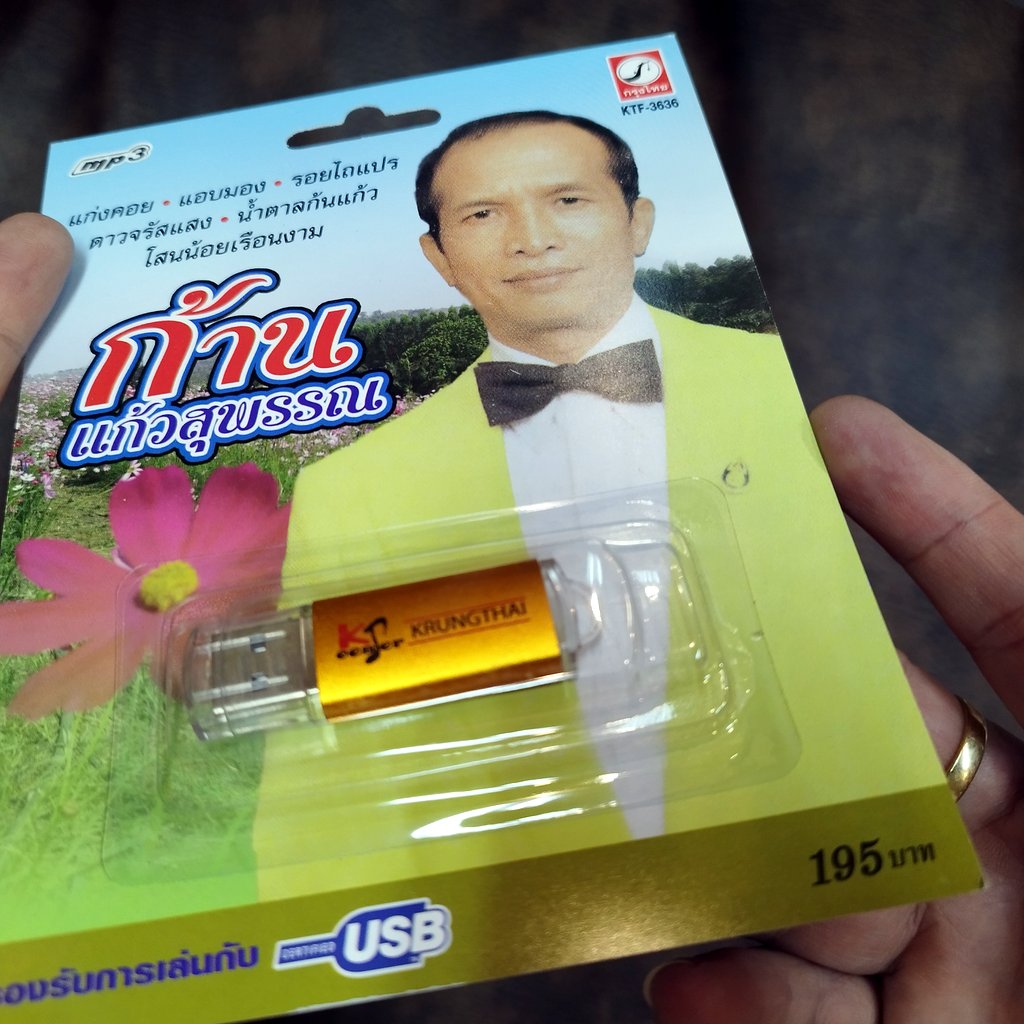 mp3
กรุงไทย
KTF-3636
แก่งคอย • แอบมอง • รอยไถแปร
ดาวจรัสแสง • น้ำตาลก้นแก้ว
โสนน้อยเรือนงาม
ก้าน
แก้วสุพรรณ
K center KRUNGTHAI
195 บาท
รองรับการเล่นกับ CERTIFIED USB